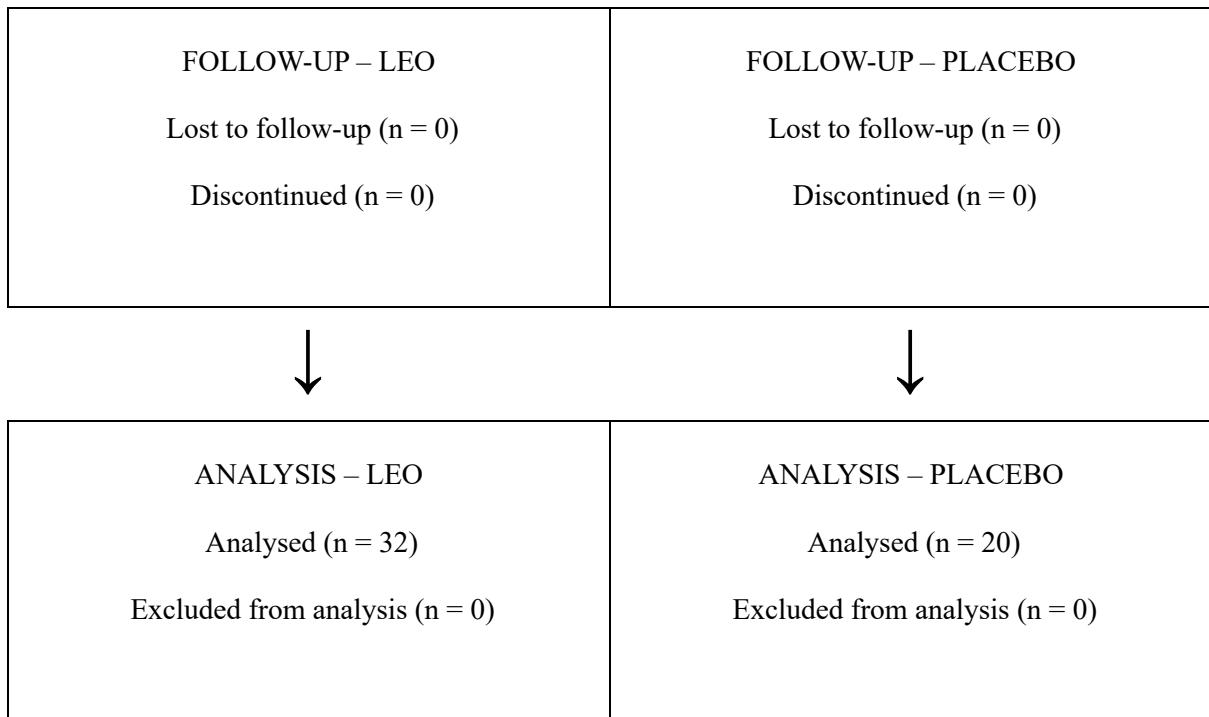 FOLLOW-UP – LEO
Lost to follow-up (n = 0)
Discontinued (n = 0)
FOLLOW-UP – PLACEBO
Lost to follow-up (n = 0)
Discontinued (n = 0)
ANALYSIS – LEO
Analysed (n = 32)
Excluded from analysis (n = 0)
ANALYSIS – PLACEBO
Analysed (n = 20)
Excluded from analysis (n = 0)